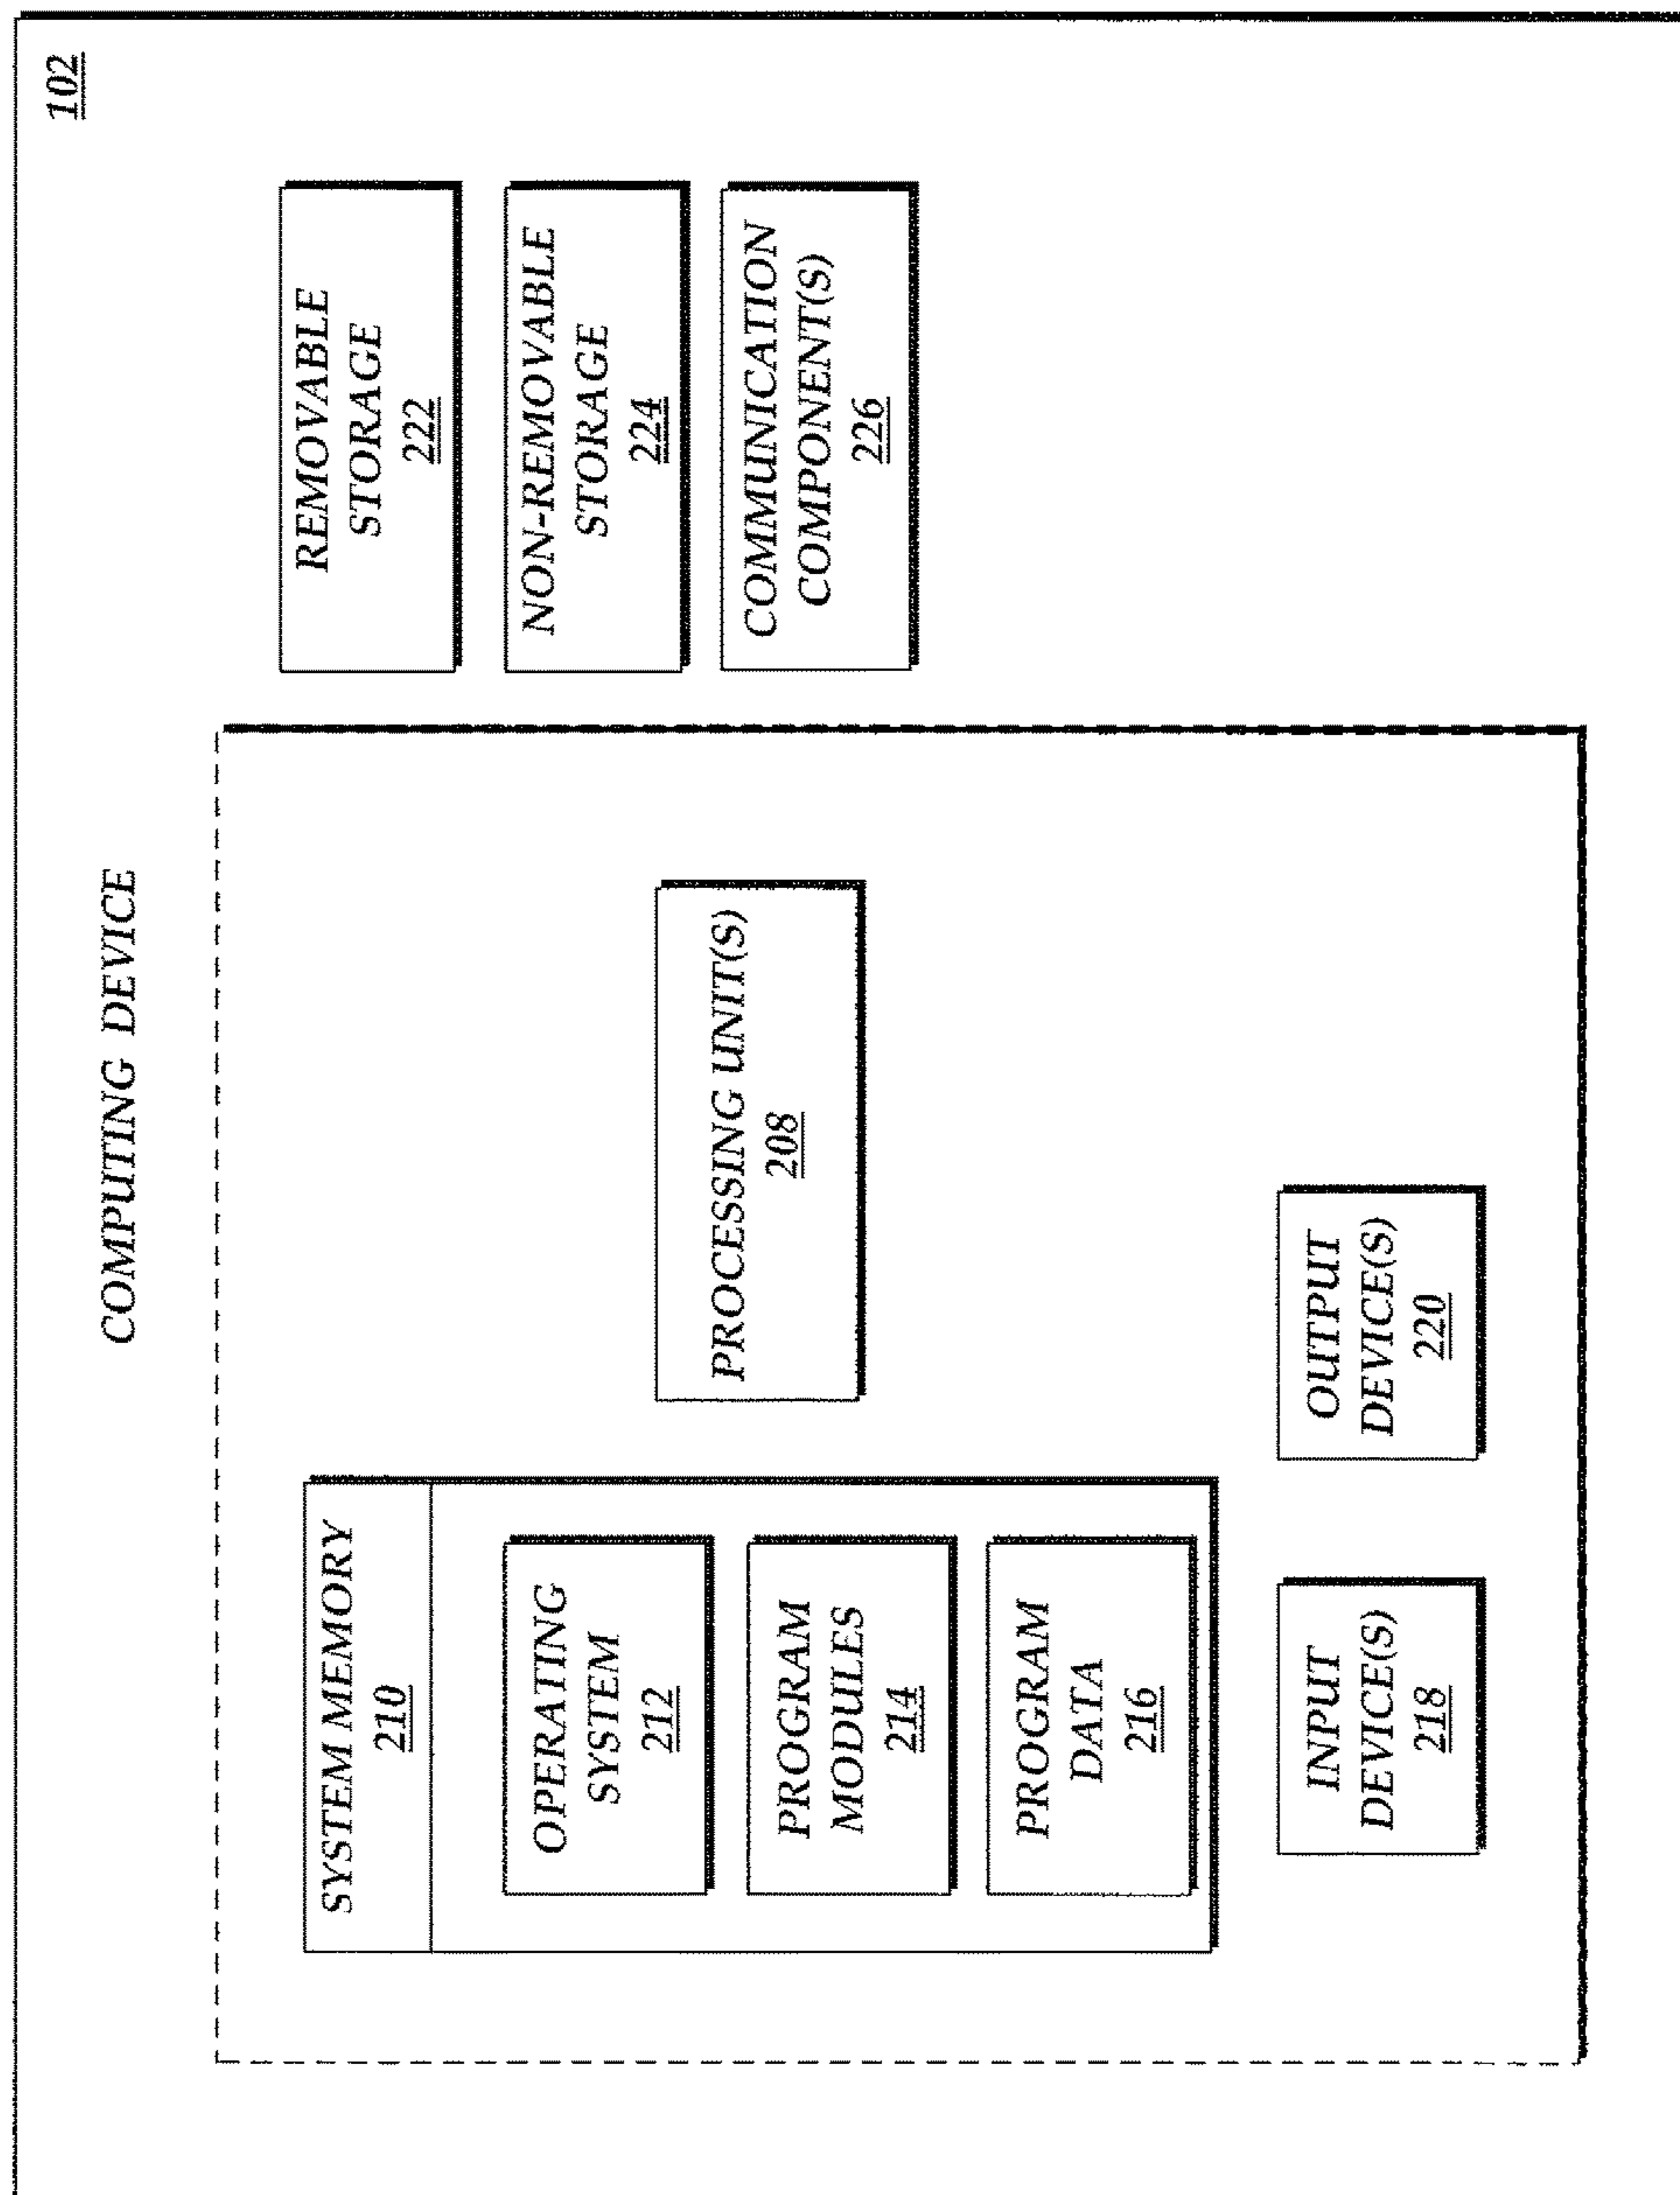 102
COMPUTING DEVICE
SYSTEM MEMORY
210
OPERATING
SYSTEM
212
PROGRAM
MODULES
214
PROGRAM
DATA
216
PROCESSING UNIT(S)
208
INPUT
DEVICE(S)
218
OUTPUT
DEVICE(S)
220
REMOVABLE
STORAGE
222
NON-REMOVABLE
STORAGE
224
COMMUNICATION
COMPONENT(S)
226